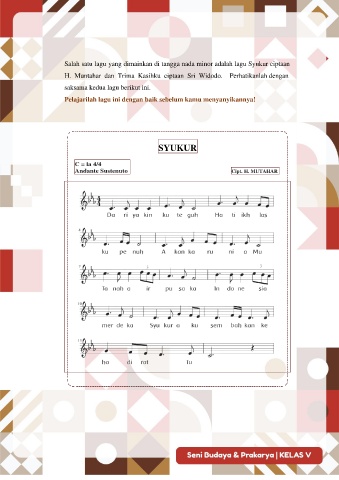 Salah satu lagu yang dimainkan di tangga nada minor adalah lagu Syukur ciptaan
H. Muntahar dan Trima Kasihku ciptaan Sri Widodo. Perhatikanlah dengan
saksama kedua lagu berikut ini.
Pelajarilah lagu ini dengan baik sebelum kamu menyanyikannya!
SYUKUR
C = la 4/4
Andante Sustenuto
Cipt. H. MUTAHAR
Da ri ya kin ku te guh Ha ti ikh las
ku pe nuh A kan ka ru ni a Mu
Ta nah a ir pu sa ka In do ne sia
mer de ka Syu kur a ku sem bah kan ke
ha di rat
Seni Budaya & Prakarya | KELAS V